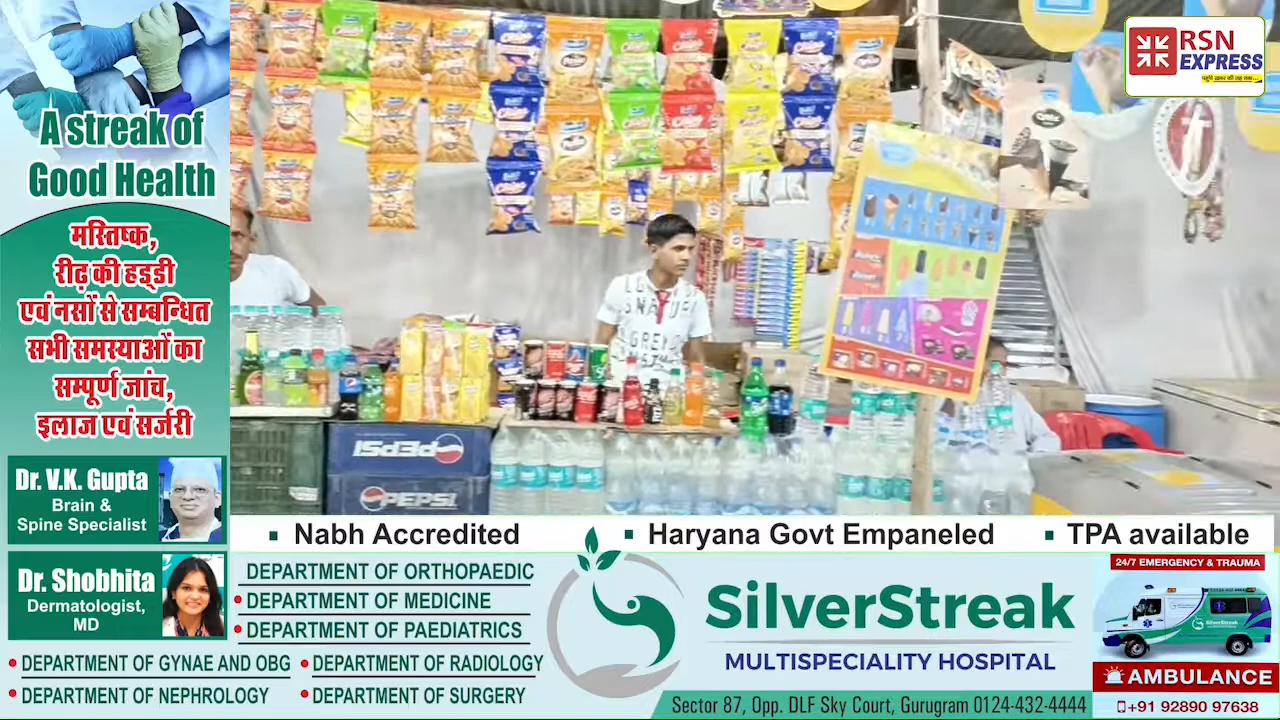 A streak of
Good Health
मस्तिष्क,
रीढ़ की हड्डी
एवं नसों से सम्बन्धित
सभी समस्याओं का
सम्पूर्ण जांच,
इलाज एवं सर्जरी
Dr. V.K. Gupta
Brain &
Spine Specialist
Dr. Shobhita
Dermatologist,
MD
RSN
EXPRESS
PEPSI
PEPSI
▪ Nabh Accredited ▪ Haryana Govt Empaneled ▪ TPA available
DEPARTMENT OF ORTHOPAEDIC
• DEPARTMENT OF MEDICINE
• DEPARTMENT OF PAEDIATRICS
• DEPARTMENT OF GYNAE AND OBG • DEPARTMENT OF RADIOLOGY
• DEPARTMENT OF NEPHROLOGY • DEPARTMENT OF SURGERY
SilverStreak
MULTISPECIALITY HOSPITAL
Sector 87, Opp. DLF Sky Court, Gurugram 0124-432-4444
24/7 EMERGENCY & TRAUMA
SilverStreak
AMBULANCE
+91 92890 97638